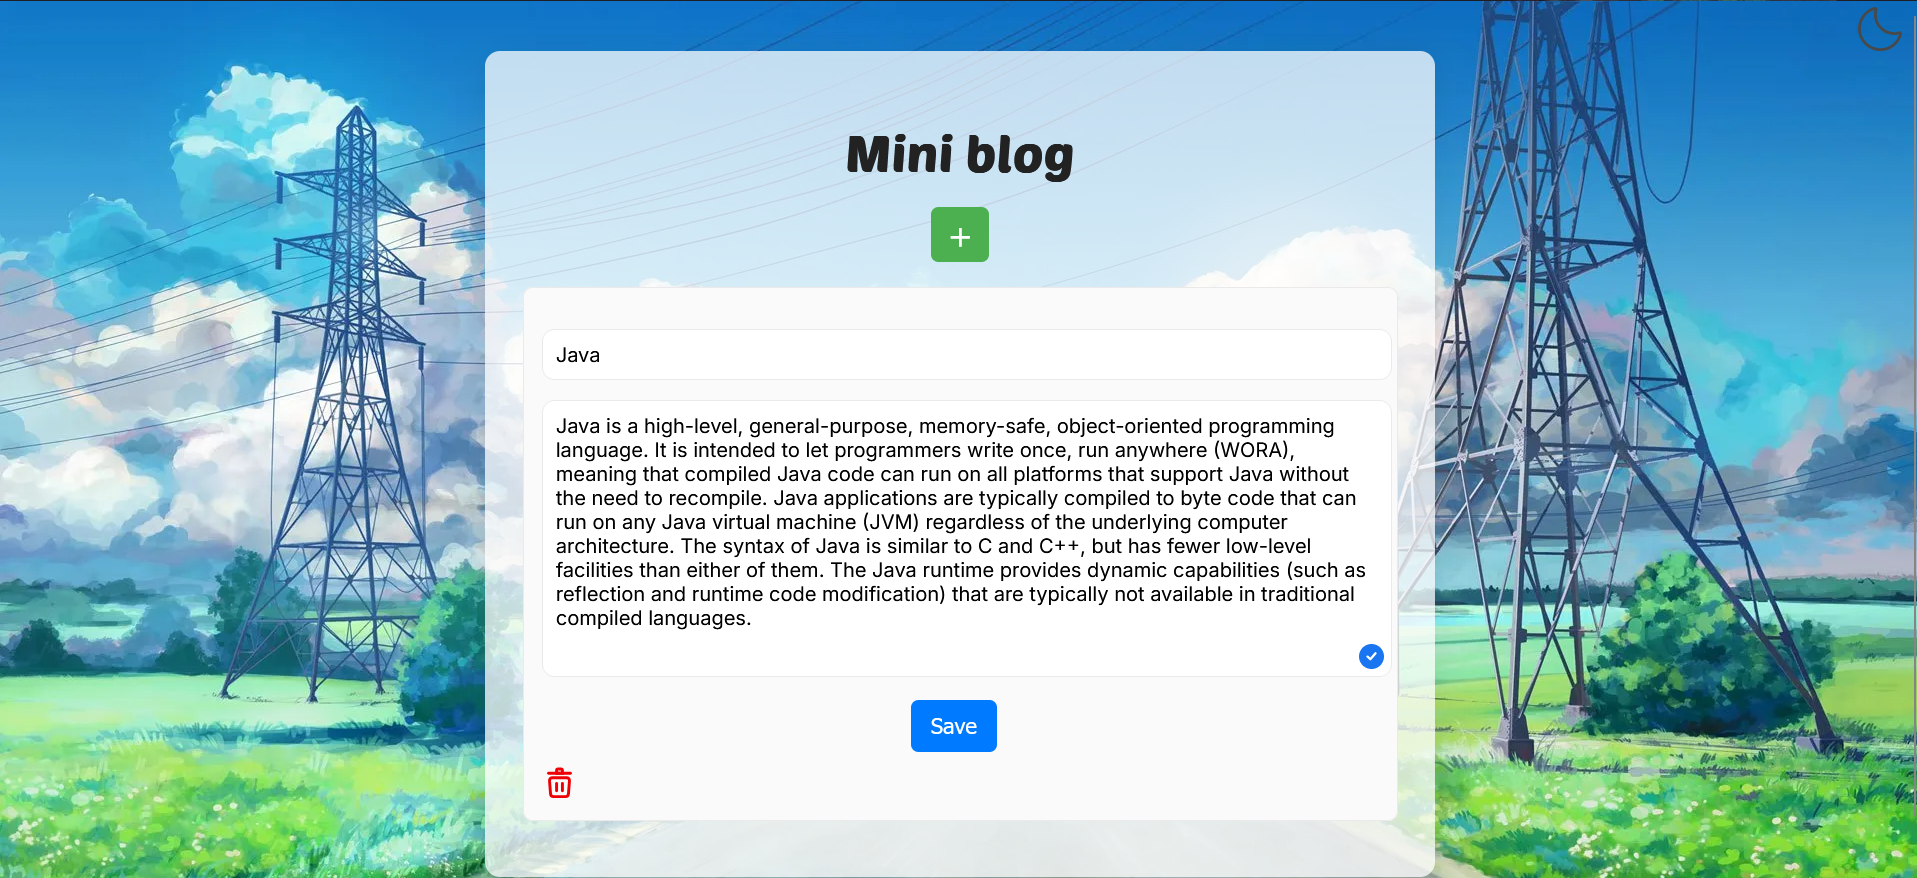 Mini blog
+
Java
Java is a high-level, general-purpose, memory-safe, object-oriented programming
language. It is intended to let programmers write once, run anywhere (WORA),
meaning that compiled Java code can run on all platforms that support Java without
the need to recompile. Java applications are typically compiled to byte code that can
run on any Java virtual machine (JVM) regardless of the underlying computer
architecture. The syntax of Java is similar to C and C++, but has fewer low-level
facilities than either of them. The Java runtime provides dynamic capabilities (such as
reflection and runtime code modification) that are typically not available in traditional
compiled languages.
Save